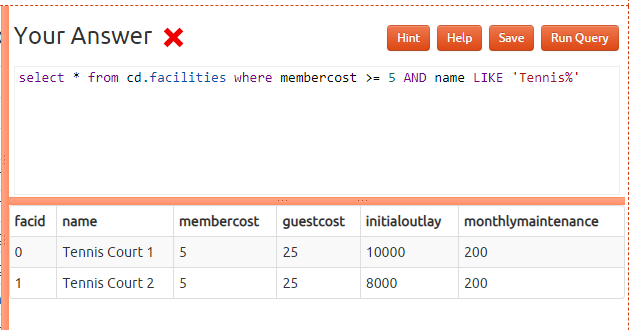 Your Answer ✖ Hint Help Save Run Query
select * from cd.facilities where membercost >= 5 AND name LIKE 'Tennis%'
facid name membercost guestcost initialoutlay monthlymaintenance
0 Tennis Court 1 5 25 10000 200
1 Tennis Court 2 5 25 8000 200